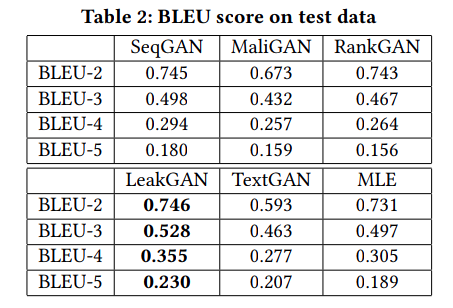 Table 2: BLEU score on test data
SeqGAN MaliGAN RankGAN
BLEU-2 0.745 0.673 0.743
BLEU-3 0.498 0.432 0.467
BLEU-4 0.294 0.257 0.264
BLEU-5 0.180 0.159 0.156
LeakGAN TextGAN MLE
BLEU-2 0.746 0.593 0.731
BLEU-3 0.528 0.463 0.497
BLEU-4 0.355 0.277 0.305
BLEU-5 0.230 0.207 0.189